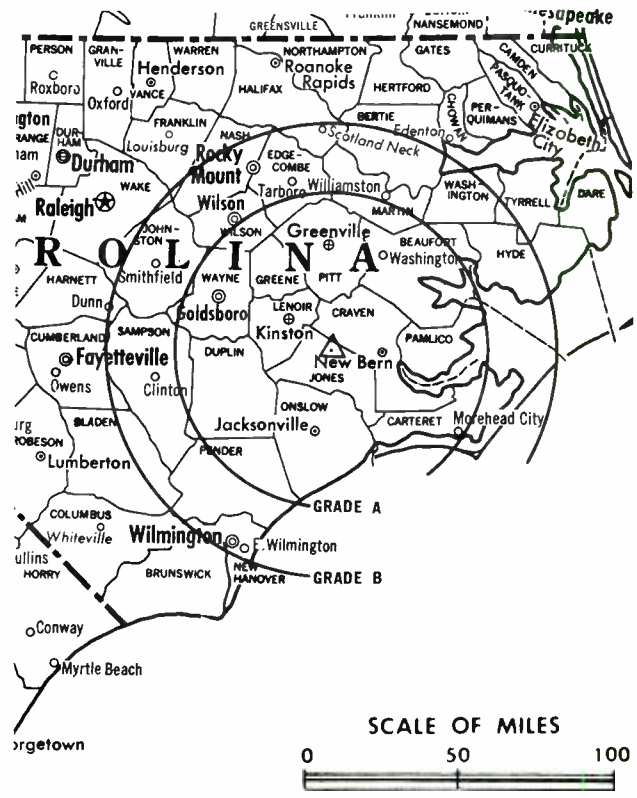 Chesapeake
GREENSVILLE
NANSEMOND
CURRITUCK
PERSON
GRAN-
VILLE
WARREN
NORTHAMPTON
GATES
CAMDEN
PASQUO-
TANK
Henderson
Roanoke
Rapids
Roxboro
Oxford
VANCE
HALIFAX
HERTFORD
CHOWAN
PER-
QUIMANS
Elizabeth
City
FRANKLIN
Louisburg
NASH
BERTIE
Scotland Neck
Edenton
DUR-
HAM
Durham
Rocky
Mount
EDGE-
COMBE
Tarboro
Williamston
WASH-
INGTON
TYRRELL
DARE
WAKE
Raleigh
Wilson
WILSON
MARTIN
JOHN-
STON
Greenville
BEAUFORT
HYDE
ROLINA
Smithfield
Washington
HARNETT
WAYNE
GREENE
PITT
Dunn
Goldsboro
LENOIR
CRAVEN
Kinston
CUMBERLAND
SAMPSON
PAMLICO
Fayetteville
DUPLIN
New Bern
Owens
Clinton
JONES
ONSLOW
BLADEN
Jacksonville
CARTERET
Morehead City
ROBESON
Lumberton
PENDER
GRADE A
COLUMBUS
Whiteville
Wilmington
E. Wilmington
HORRY
BRUNSWICK
NEW
HANOVER
GRADE B
Conway
Myrtle Beach
orgetown
SCALE OF MILES
0 50 100